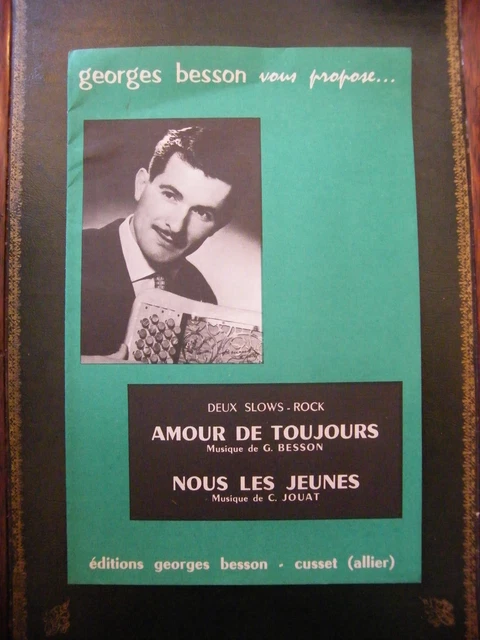 georges besson vous propose...
DEUX SLOWS - ROCK
AMOUR DE TOUJOURS
Musique de G. BESSON
NOUS LES JEUNES
Musique de C. JOUAT
éditions georges besson - cusset (allier)